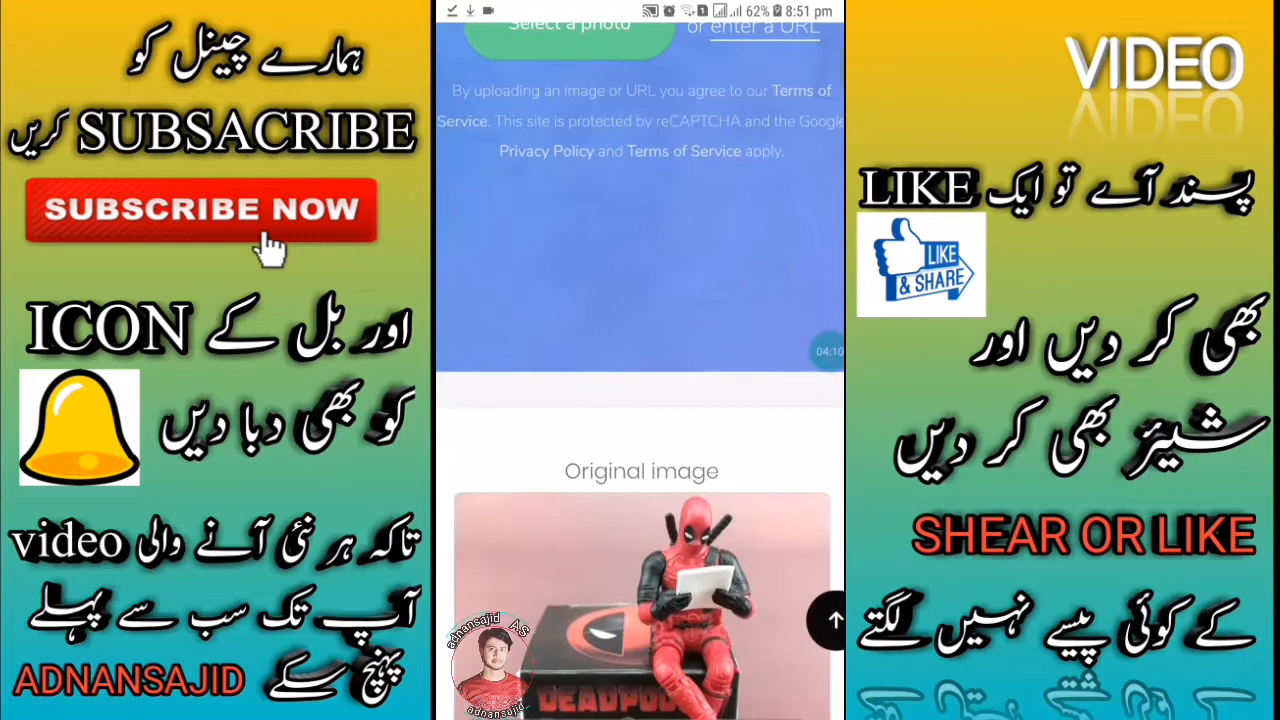 ہمارے چینل کو
SUBSACRIBE کریں
SUBSCRIBE NOW
اور بل کے ICON
کو بھی دبا دیں
تاکہ ہر نئی آنے والی video
آپ تک سب سے پہلے
پہنچ سکے ADNANSAJID
62% 8:51 pm
Select a photo or enter a URL
By uploading an image or URL you agree to our Terms of
Service. This site is protected by reCAPTCHA and the Google
Privacy Policy and Terms of Service apply.
04:10
Original image
DEADPOOL
adnansajid A.S
adnansajid_
VIDEO
پسند آے تو ایک LIKE
LIKE
& SHARE
بھی کر دیں اور
شیئر بھی کر دیں
SHEAR OR LIKE
کے کوئی پیسے نہیں لگتے